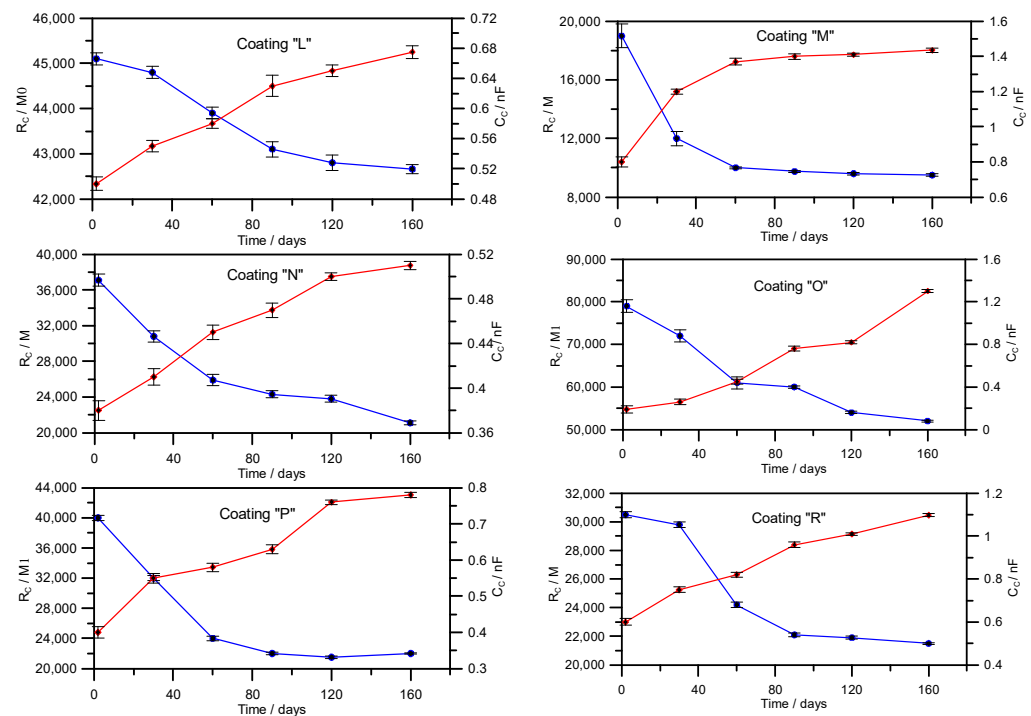 46,000
45,000
44,000
43,000
42,000
R_C / M0
Coating "L"
0.72
0.68
0.64
0.6
0.56
0.52
0.48
C_C / nF
0 40 80 120 160
Time / days
20,000
16,000
12,000
8,000
R_C / M
Coating "M"
1.6
1.4
1.2
1
0.8
0.6
C_C / nF
0 40 80 120 160
Time / days
40,000
36,000
32,000
28,000
24,000
20,000
R_C / M
Coating "N"
0.52
0.48
0.44
0.4
0.36
C_C / nF
0 40 80 120 160
Time / days
90,000
80,000
70,000
60,000
50,000
R_C / M1
Coating "O"
1.6
1.2
0.8
0.4
0
C_C / nF
0 40 80 120 160
Time / days
44,000
40,000
36,000
32,000
28,000
24,000
20,000
R_C / M1
Coating "P"
0.8
0.7
0.6
0.5
0.4
0.3
C_C / nF
0 40 80 120 160
Time / days
32,000
30,000
28,000
26,000
24,000
22,000
20,000
R_C / M
Coating "R"
1.2
1
0.8
0.6
0.4
C_C / nF
0 40 80 120 160
Time / days